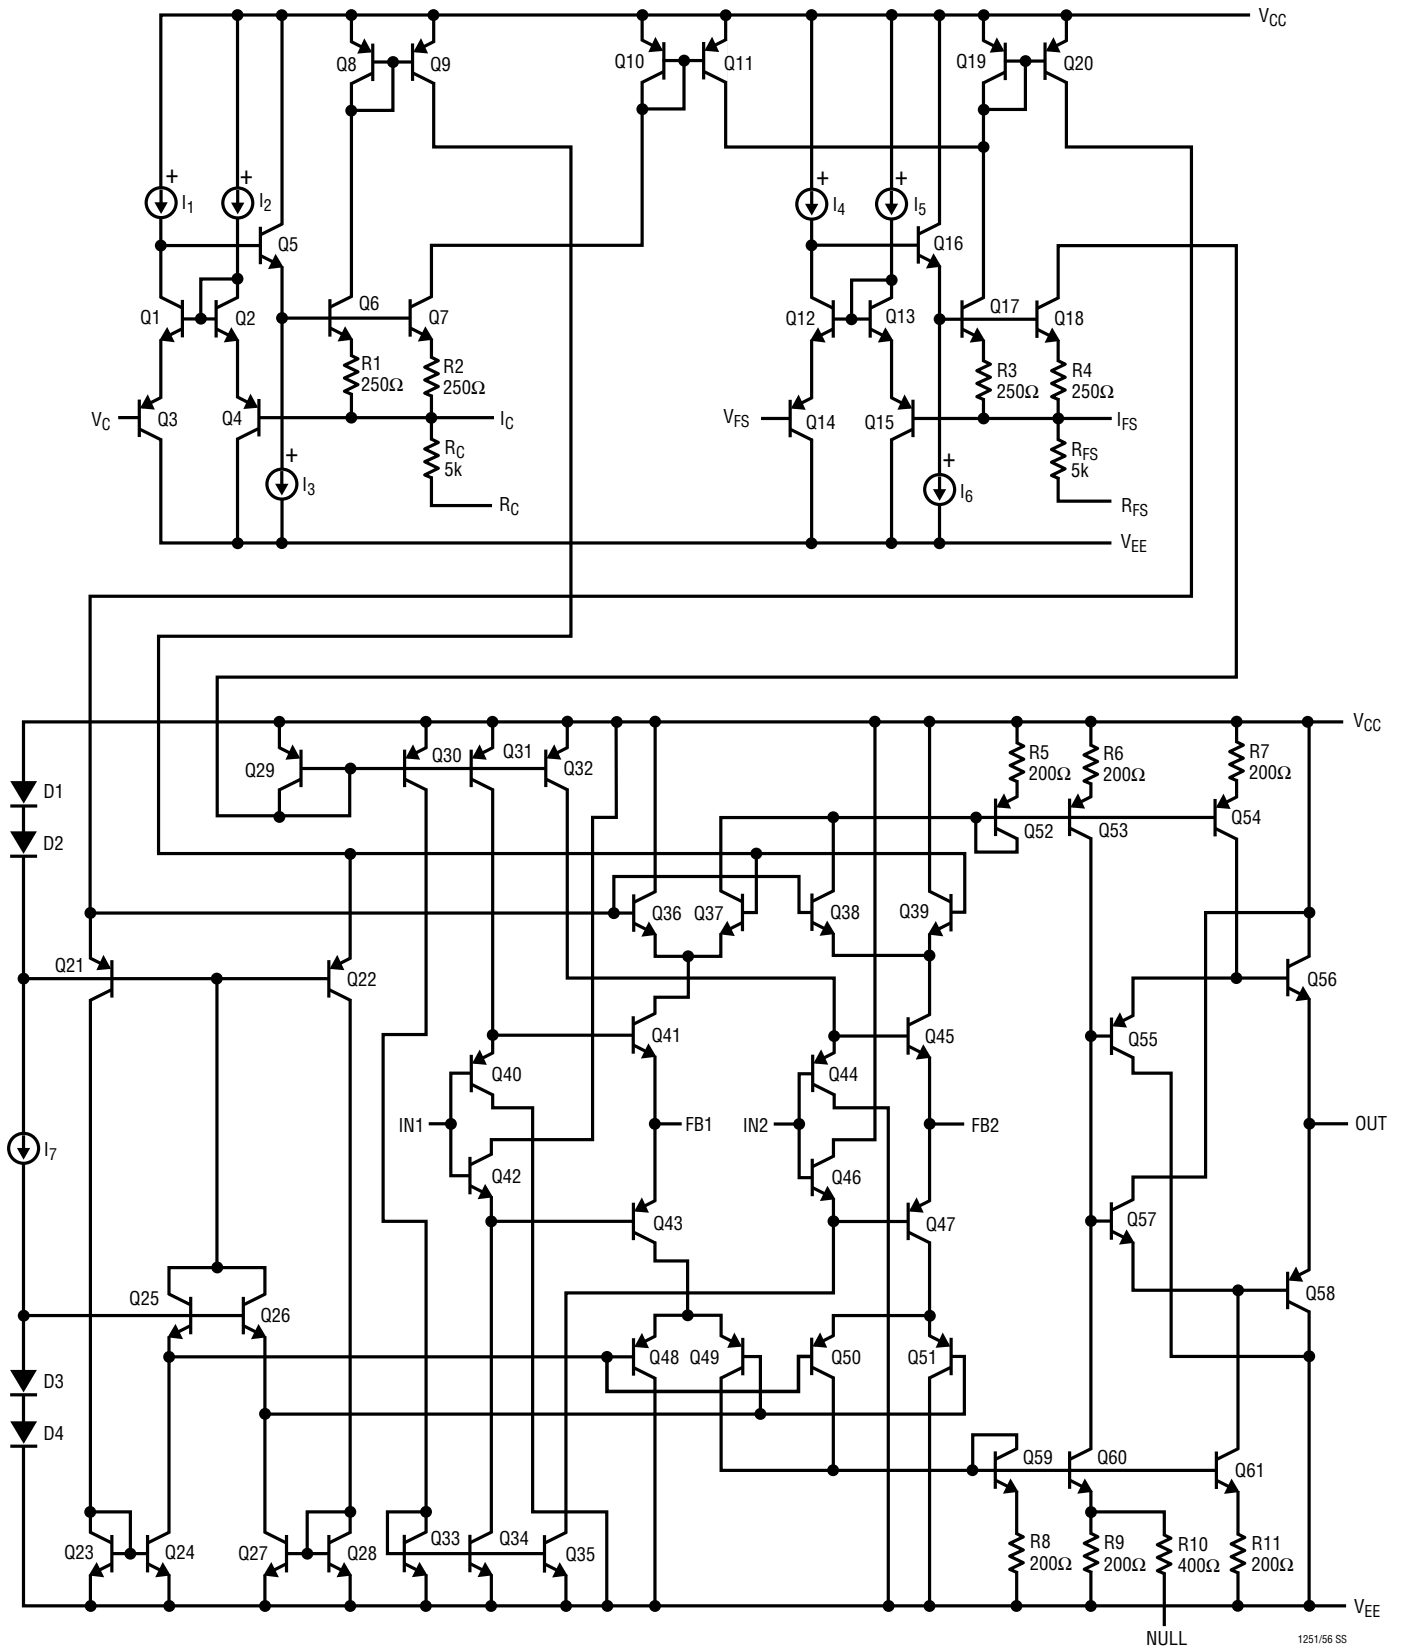 VCC
Q8 Q9 Q10 Q11 Q19 Q20
+ I1 + I2 + I4 + I5
Q5 Q16
Q1 Q2 Q6 Q7 Q12 Q13 Q17 Q18
R1 250Ω R2 250Ω R3 250Ω R4 250Ω
VC Q3 Q4 IC VFS Q14 Q15 IFS
RC 5k RFS 5k
+ I3 RC + I6 RFS
VEE
VCC
Q29 Q30 Q31 Q32 R5 200Ω R6 200Ω R7 200Ω
D1
Q52 Q53 Q54
D2
Q36 Q37 Q38 Q39
Q21 Q22 Q56
Q41 Q45 Q55
Q40 Q44
IN1 FB1 IN2 FB2 OUT
I7
Q42 Q46
Q43 Q47 Q57
Q25 Q26 Q58
Q48 Q49 Q50 Q51
D3
D4
Q59 Q60 Q61
Q23 Q24 Q27 Q28 Q33 Q34 Q35 R8 200Ω R9 200Ω R10 400Ω R11 200Ω
VEE
NULL
1251/56 SS